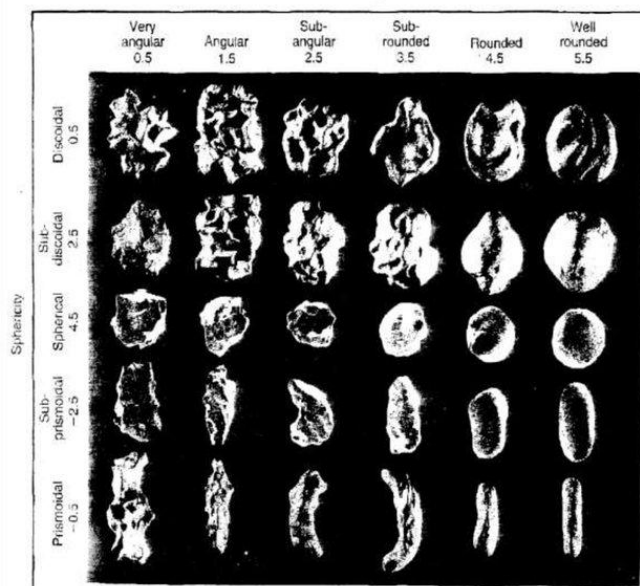 Very angular 0.5
Angular 1.5
Sub-angular 2.5
Sub-rounded 3.5
Rounded 4.5
Well rounded 5.5
Sphericity
Discoidal 0.5
Sub-discoidal 2.5
Spherical 4.5
Sub-prismoidal -2.5
Prismoidal -0.5